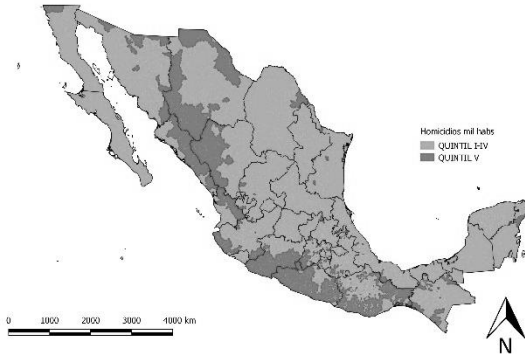 Homicidios mil habs
QUINTIL I-IV
QUINTIL V
0 1000 2000 3000 4000 km
N